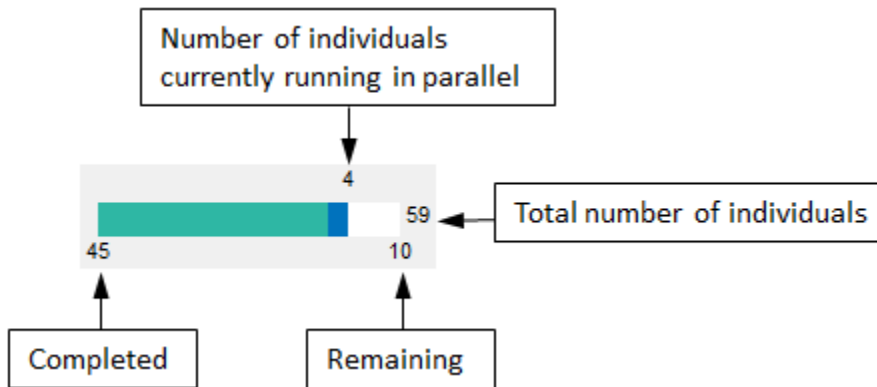 Number of individuals
currently running in parallel
4
59
Total number of individuals
45
10
Completed
Remaining